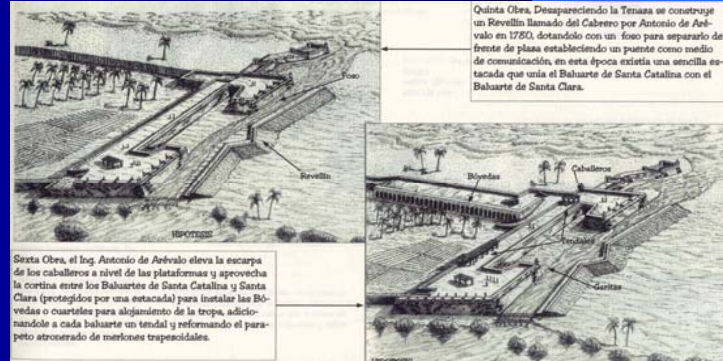 Quinta Obra, Desapareciendo la Tenaza se construye
un Revellín llamado del Cabrero por Antonio de Aré-
valo en 1780, dotandolo con un foso para separarlo de
frente de plaza estableciendo un puente como medio
de comunicación, en esta época existía una sencilla es-
tacada que unia el Baluarte de Santa Catalina con el
Baluarte de Santa Clara.
Foso
Revellín
HIPOTESIS
Bóvedas
Caballeros
Tendales
Garitas
Sexta Obra, el Ing. Antonio de Arévalo eleva la escarpa
de los caballeros a nivel de las plataformas y aprovecha
la cortina entre los Baluartes de Santa Catalina y Santa
Clara (protegidos por una estacada) para instalar las Bó-
vedas o cuarteles para alojamiento de la tropa, adicio-
nandole a cada baluarte un tendal y reformando el para-
peto atronerado de merlones trapezoidales.